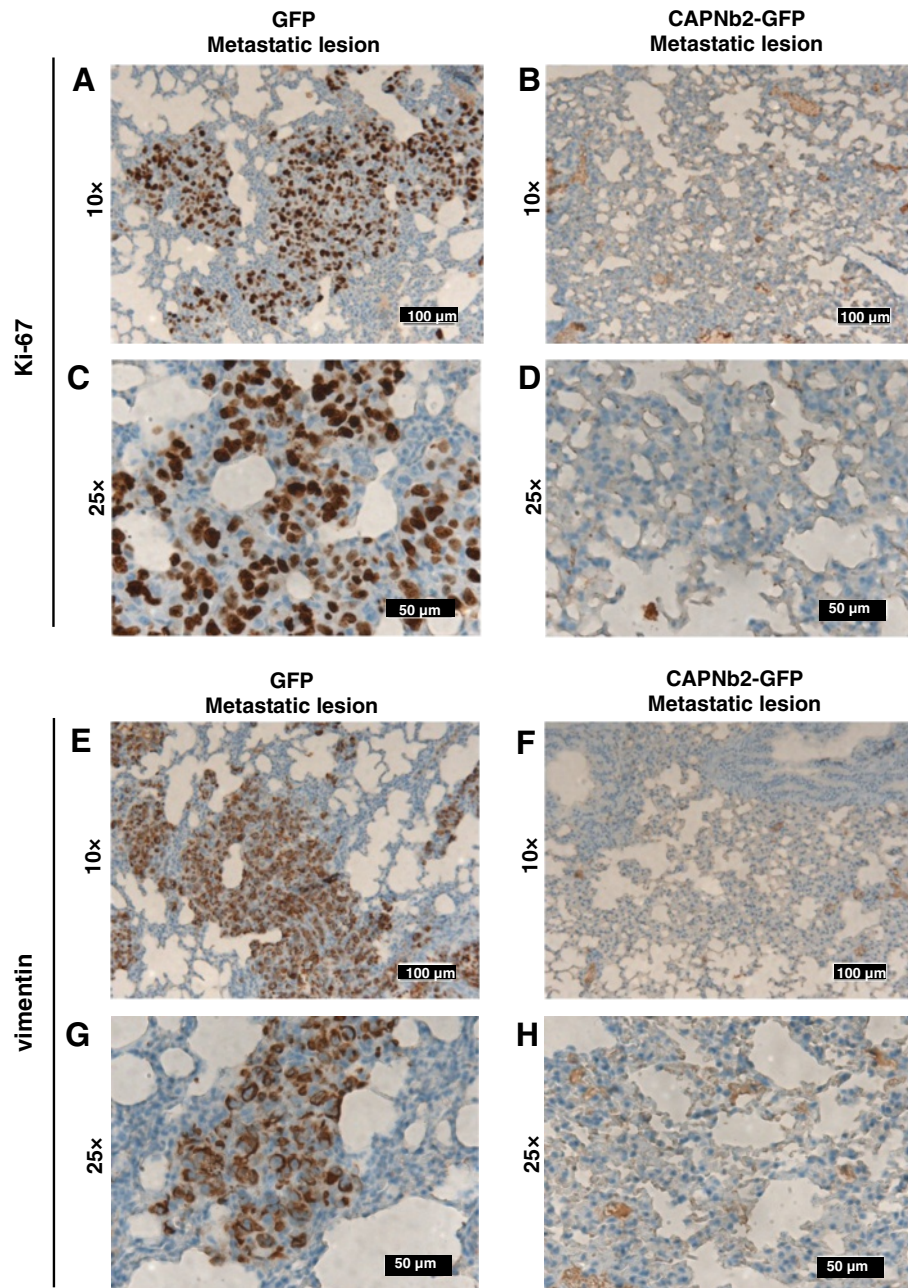 GFP
Metastatic lesion
CAPNb2-GFP
Metastatic lesion
Ki-67
A
B
10×
10×
100 µm
100 µm
C
D
25×
25×
50 µm
50 µm
GFP
Metastatic lesion
CAPNb2-GFP
Metastatic lesion
vimentin
E
F
10×
10×
100 µm
100 µm
G
H
25×
25×
50 µm
50 µm